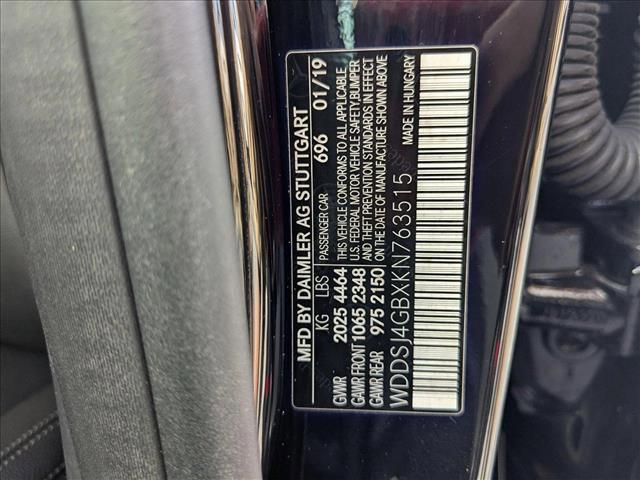 MFD BY DAIMLER AG STUTTGART
696 01/19
KG LBS PASSENGER CAR
GVWR 2025 4464 THIS VEHICLE CONFORMS TO ALL APPLICABLE
GAWR FRONT 1065 2348 U.S. FEDERAL MOTOR VEHICLE SAFETY,BUMPER
GAWR REAR 975 2150 AND THEFT PREVENTION STANDARDS IN EFFECT
ON THE DATE OF MANUFACTURE SHOWN ABOVE
WDDSJ4GBXKN763515 MADE IN HUNGARY